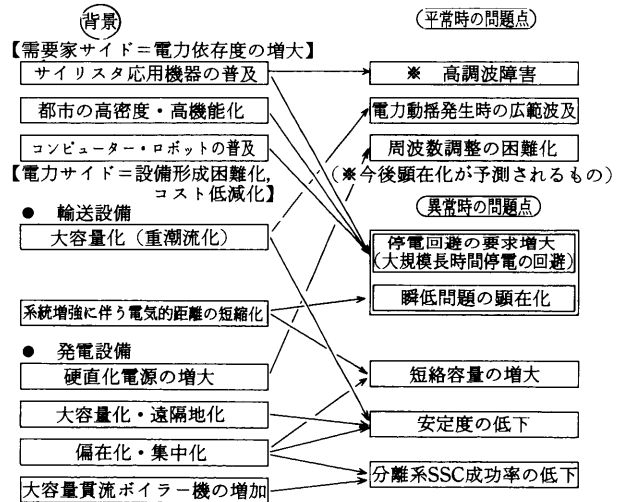 背景
【需要家サイド＝電力依存度の増大】
サイリスタ応用機器の普及
都市の高密度・高機能化
コンピューター・ロボットの普及
【電力サイド＝設備形成困難化,
コスト低減化】
● 輸送設備
大容量化（重潮流化）
系統増強に伴う電気的距離の短縮化
● 発電設備
硬直化電源の増大
大容量化・遠隔地化
偏在化・集中化
大容量貫流ボイラー機の増加
平常時の問題点
※ 高調波障害
電力動揺発生時の広範波及
周波数調整の困難化
（※今後顕在化が予測されるもの）
異常時の問題点
停電回避の要求増大
（大規模長時間停電の回避）
瞬低問題の顕在化
短絡容量の増大
安定度の低下
分離系SSC成功率の低下